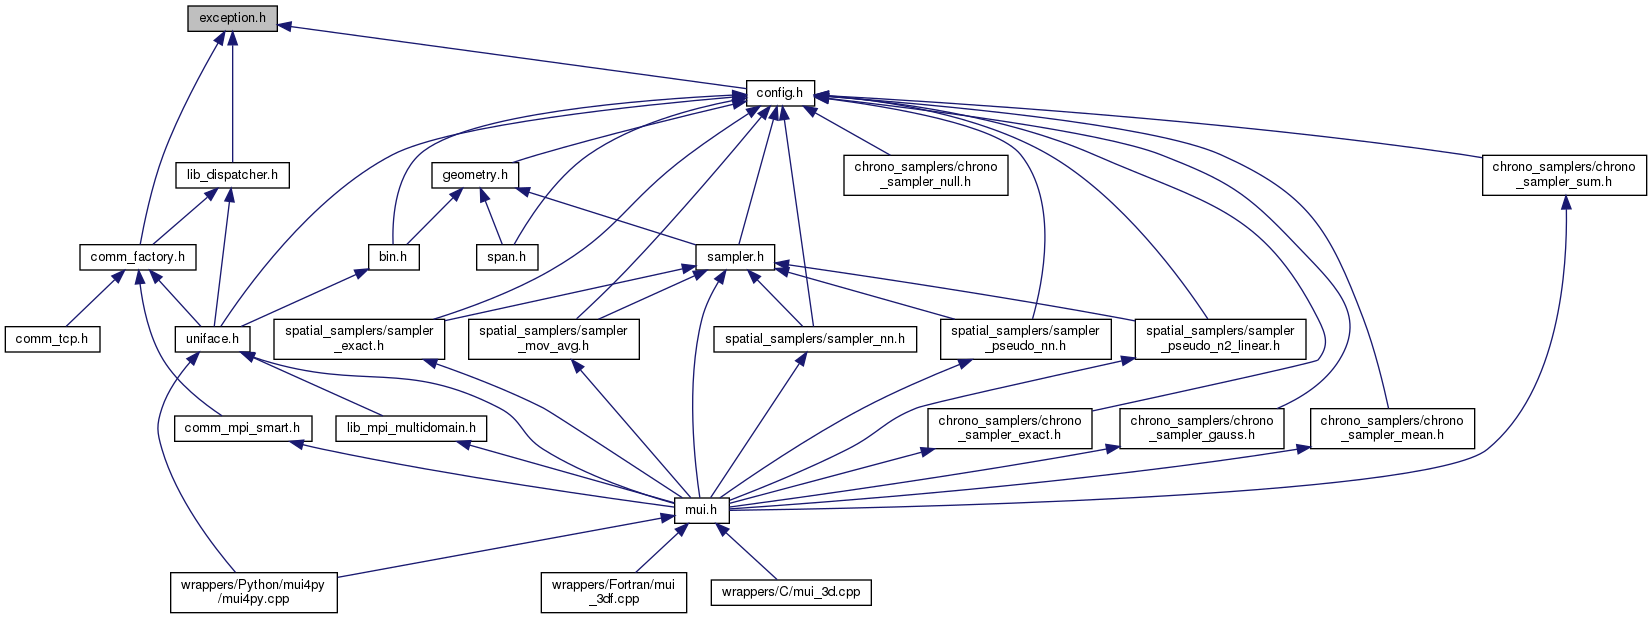 exception.h
config.h
chrono_samplers/chrono
_sampler_null.h
chrono_samplers/chrono
_sampler_sum.h
lib_dispatcher.h
geometry.h
comm_factory.h
bin.h
span.h
sampler.h
comm_tcp.h
uniface.h
spatial_samplers/sampler
_exact.h
spatial_samplers/sampler
_mov_avg.h
spatial_samplers/sampler_nn.h
spatial_samplers/sampler
_pseudo_nn.h
spatial_samplers/sampler
_pseudo_n2_linear.h
comm_mpi_smart.h
lib_mpi_multidomain.h
chrono_samplers/chrono
_sampler_exact.h
chrono_samplers/chrono
_sampler_gauss.h
chrono_samplers/chrono
_sampler_mean.h
mui.h
wrappers/Python/mui4py
/mui4py.cpp
wrappers/Fortran/mui
_3df.cpp
wrappers/C/mui_3d.cpp